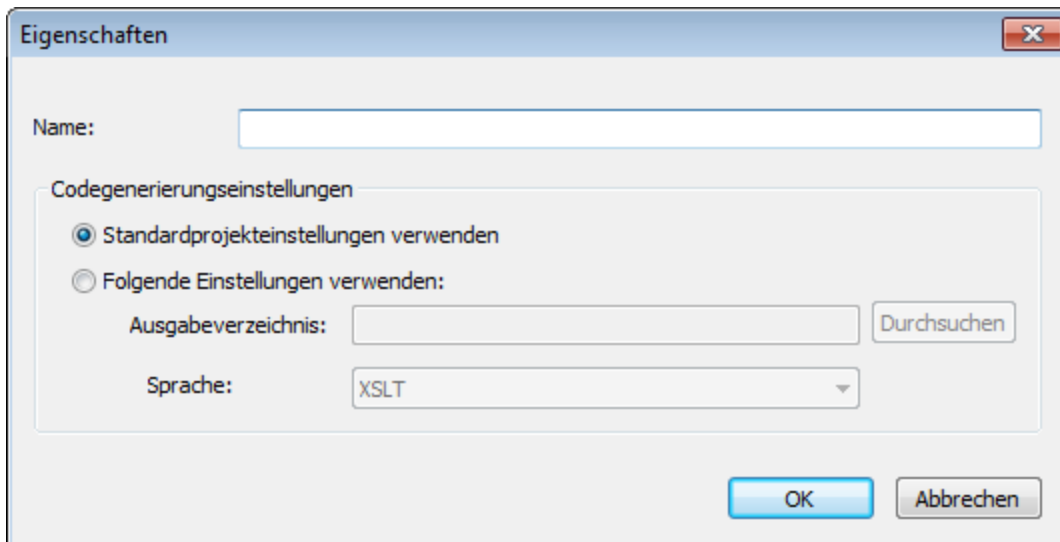 Eigenschaften
Name:
Codegenerierungseinstellungen
Standardprojekteinstellungen verwenden
Folgende Einstellungen verwenden:
Ausgabeverzeichnis:
Durchsuchen
Sprache:
XSLT
OK
Abbrechen